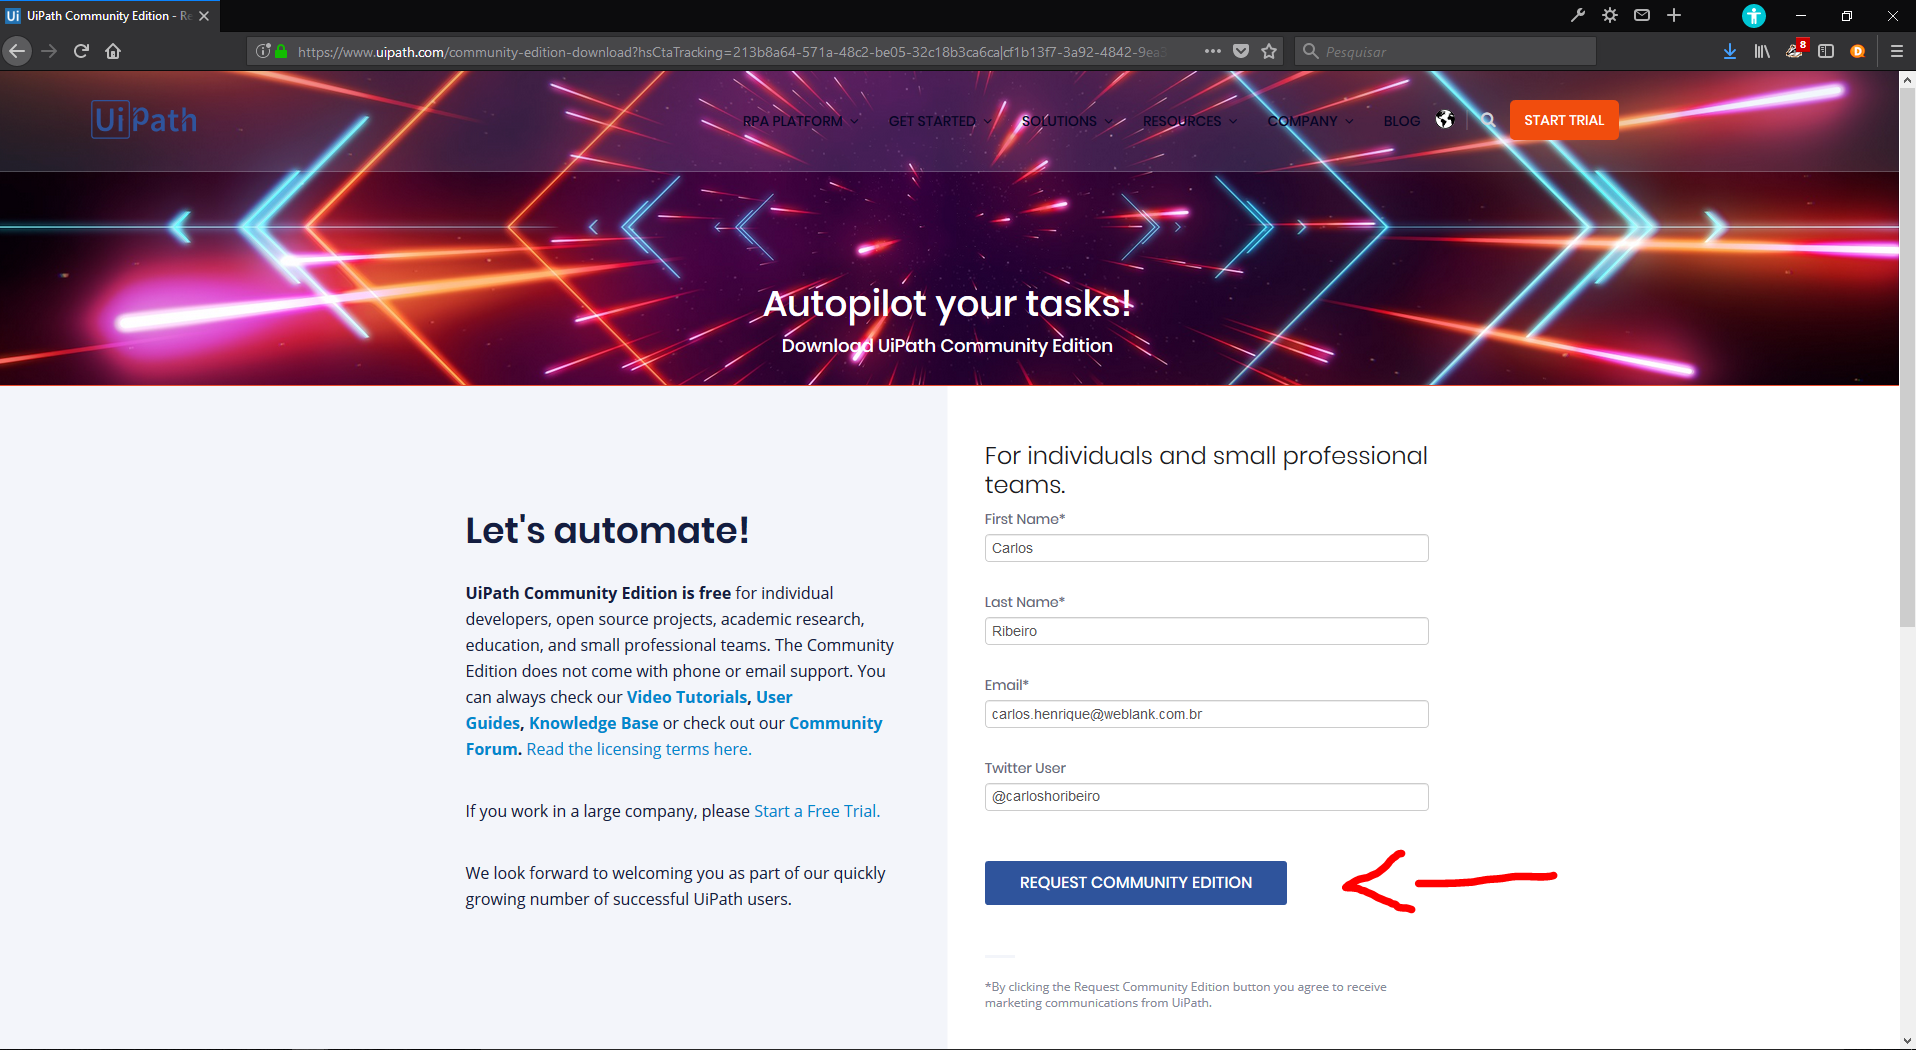 UiPath Community Edition - Re
https://www.uipath.com/community-edition-download?hsCtaTracking=213b8a64-571a-48c2-be05-32c18b3ca6ca|cf1b13f7-3a92-4842-9ea3
Pesquisar
8
UiPath
RPA PLATFORM
GET STARTED
SOLUTIONS
RESOURCES
COMPANY
BLOG
START TRIAL
Autopilot your tasks!
Download UiPath Community Edition
Let's automate!
UiPath Community Edition is free for individual
developers, open source projects, academic research,
education, and small professional teams. The Community
Edition does not come with phone or email support. You
can always check our Video Tutorials, User
Guides, Knowledge Base or check out our Community
Forum. Read the licensing terms here.
If you work in a large company, please Start a Free Trial.
We look forward to welcoming you as part of our quickly
growing number of successful UiPath users.
For individuals and small professional
teams.
First Name*
Carlos
Last Name*
Ribeiro
Email*
carlos.henrique@weblank.com.br
Twitter User
@carloshoribeiro
REQUEST COMMUNITY EDITION
*By clicking the Request Community Edition button you agree to receive
marketing communications from UiPath.